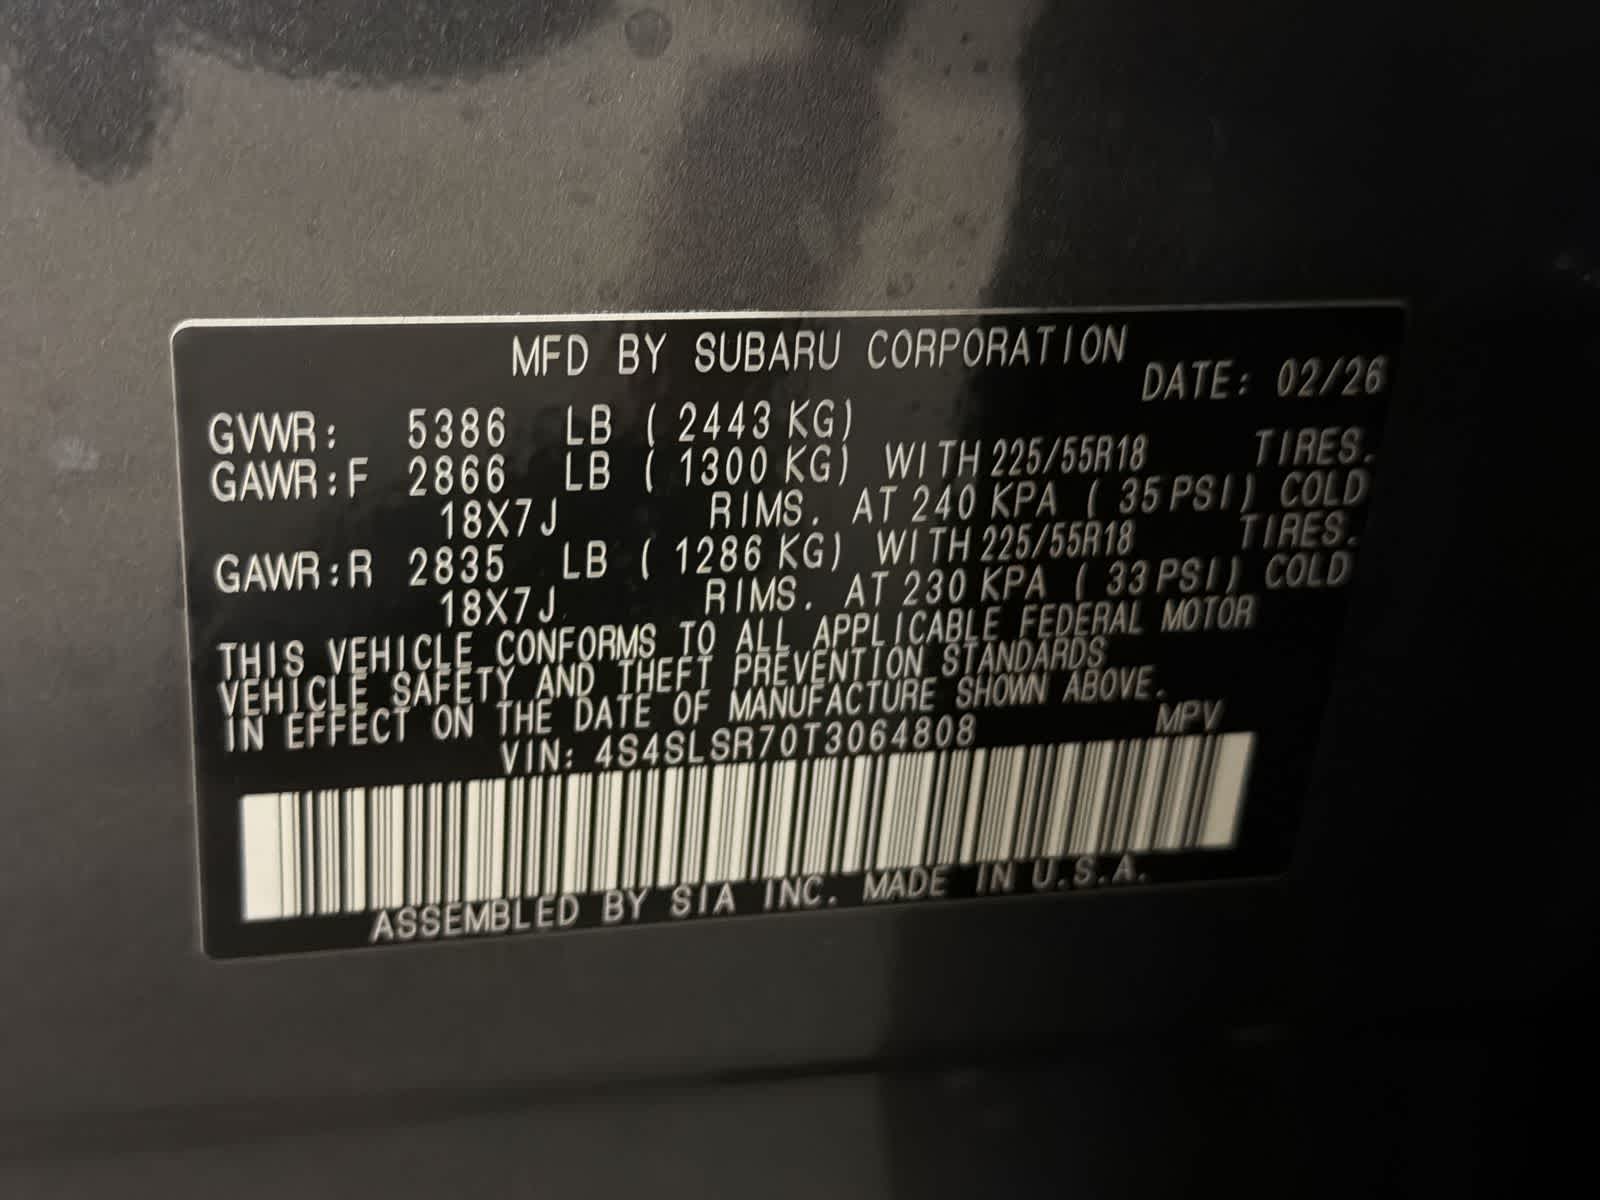 MFD BY SUBARU CORPORATION
DATE: 02/26
GVWR: 5386 LB ( 2443 KG)
GAWR:F 2866 LB ( 1300 KG) WITH 225/55R18 TIRES.
18X7J RIMS. AT 240 KPA ( 35 PSI) COLD
GAWR:R 2835 LB ( 1286 KG) WITH 225/55R18 TIRES.
18X7J RIMS. AT 230 KPA ( 33 PSI) COLD
THIS VEHICLE CONFORMS TO ALL APPLICABLE FEDERAL MOTOR
VEHICLE SAFETY AND THEFT PREVENTION STANDARDS
IN EFFECT ON THE DATE OF MANUFACTURE SHOWN ABOVE.
VIN: 4S4SLSR70T3064808 MPV
ASSEMBLED BY SIA INC. MADE IN U.S.A.